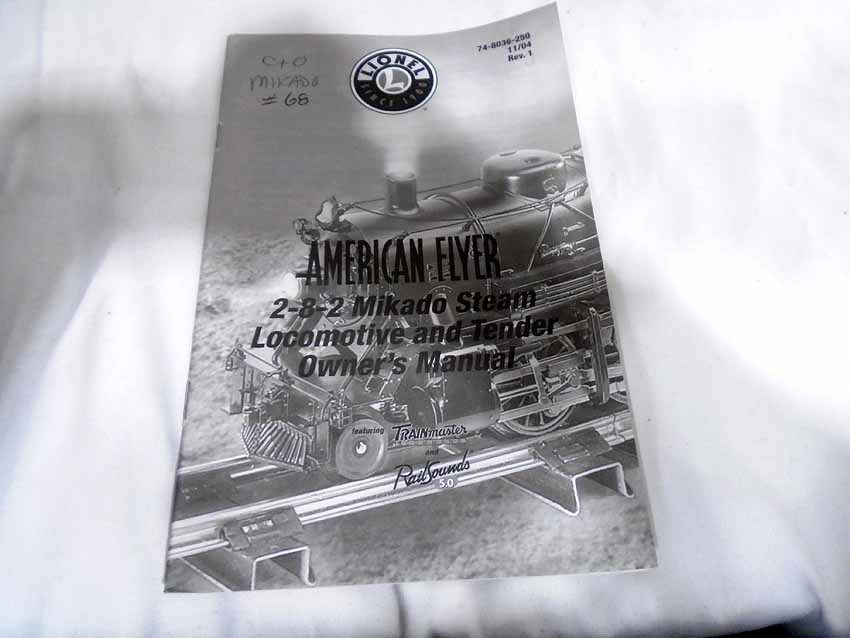 C+O
MIKADO
# 68
LIONEL
L
SINCE 1900
74-8036-250
11/04
Rev. 1
AMERICAN FLYER
2-8-2 Mikado Steam
Locomotive and Tender
Owner's Manual
featuring TRAINmaster
and
RailSounds
5.0